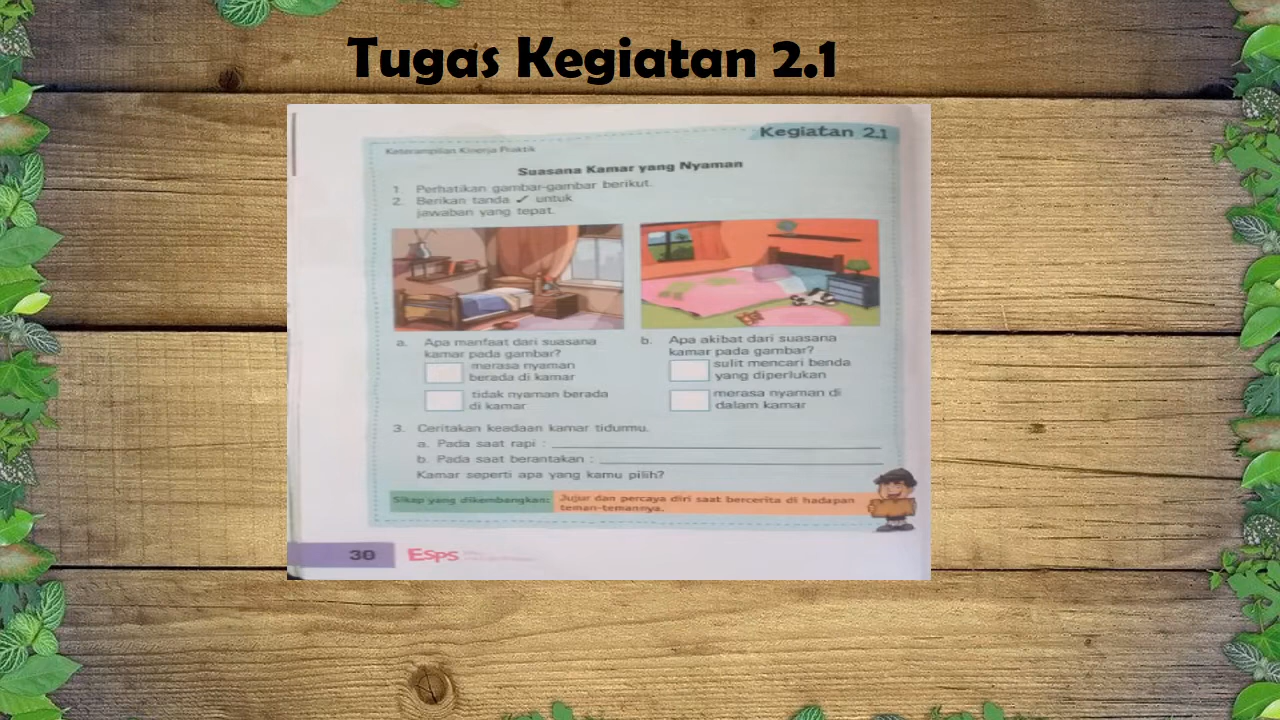 Tugas Kegiatan 2.1
Kegiatan 2.1
Keterampilan Kinerja Praktik
Suasana Kamar yang Nyaman
1. Perhatikan gambar-gambar berikut.
2. Berikan tanda ✓ untuk
jawaban yang tepat.
a. Apa manfaat dari suasana
kamar pada gambar?
merasa nyaman
berada di kamar
tidak nyaman berada
di kamar
b. Apa akibat dari suasana
kamar pada gambar?
sulit mencari benda
yang diperlukan
merasa nyaman di
dalam kamar
3. Ceritakan keadaan kamar tidurmu.
a. Pada saat rapi :
b. Pada saat berantakan :
Kamar seperti apa yang kamu pilih?
Sikap yang dikembangkan:
Jujur dan percaya diri saat bercerita di hadapan
teman-temannya.
30
ESPS